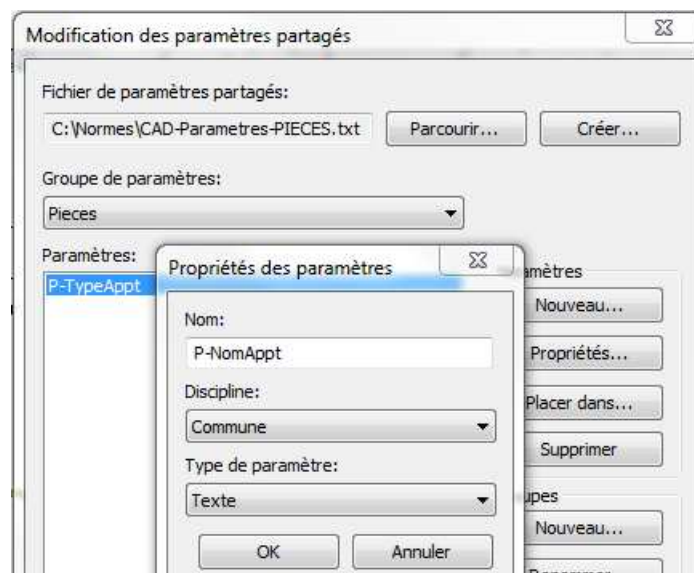 Modification des paramètres partagés
Fichier de paramètres partagés:
C:\Normes\CAD-Parametres-PIECES.txt Parcourir... Créer...
Groupe de paramètres:
Pieces
Paramètres:
P-TypeAppt
Propriétés des paramètres
amètres
Nom:
Nouveau...
P-NomAppt
Propriétés...
Discipline:
Placer dans...
Commune
Supprimer
Type de paramètre:
Texte
upes
Nouveau...
OK Annuler